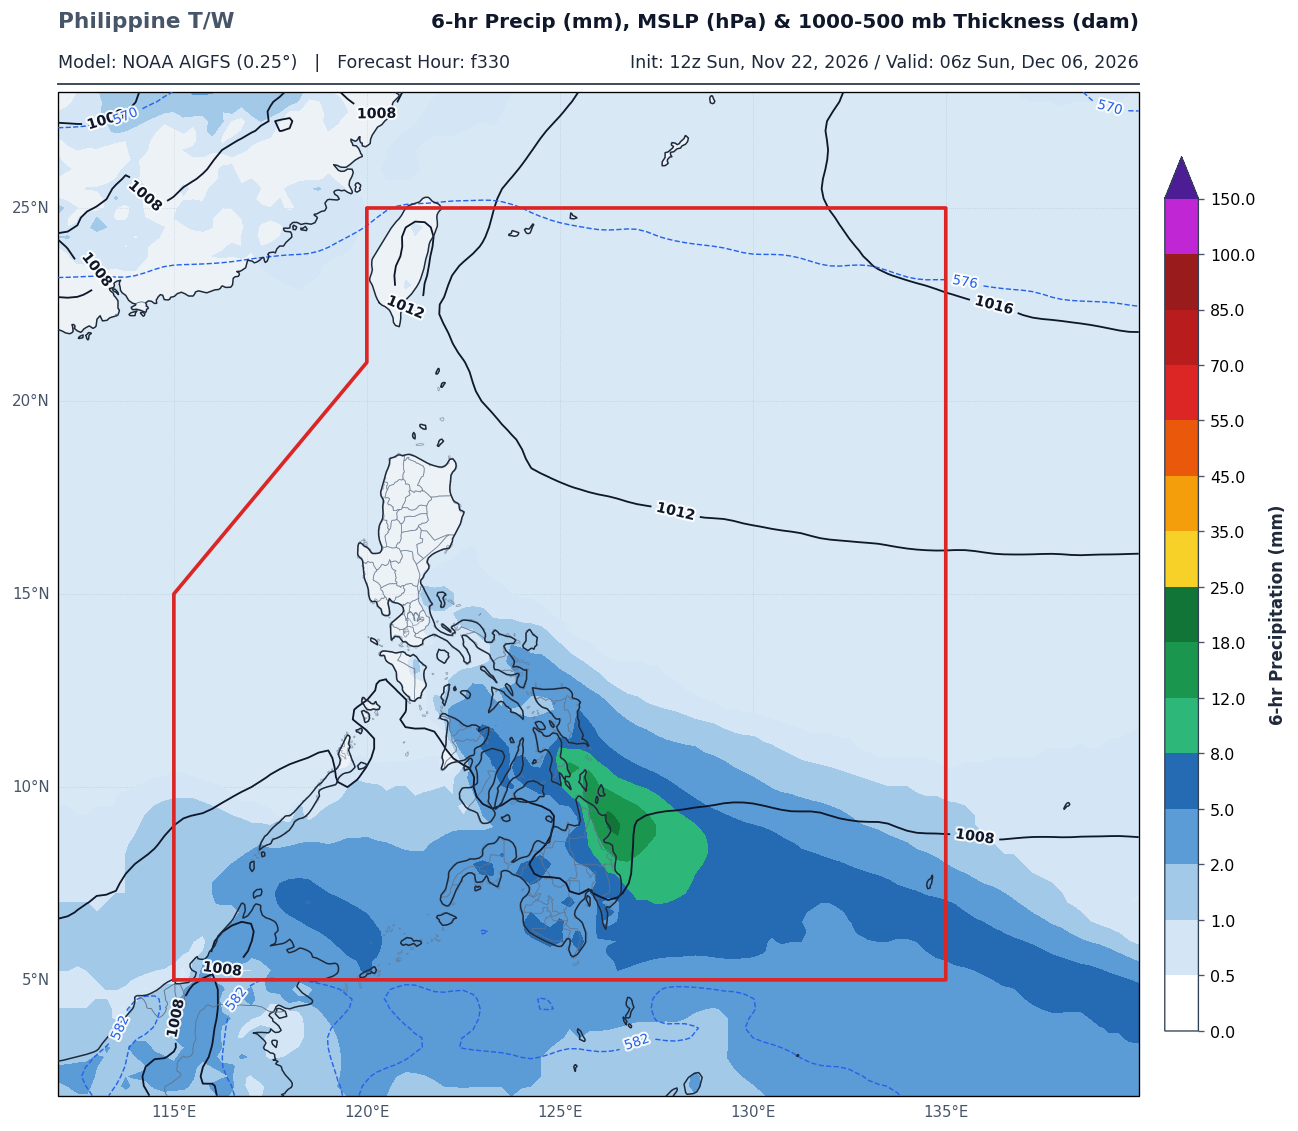 Philippine T/W
6-hr Precip (mm), MSLP (hPa) & 1000-500 mb Thickness (dam)
Model: NOAA AIGFS (0.25°) | Forecast Hour: f330
Init: 12z Sun, Nov 22, 2026 / Valid: 06z Sun, Dec 06, 2026
570
1008
570
1008
1008
1012
576
1016
1012
1008
1008
1008
582
582
582
25°N
20°N
15°N
10°N
5°N
115°E
120°E
125°E
130°E
135°E
150.0
100.0
85.0
70.0
55.0
45.0
35.0
25.0
18.0
12.0
8.0
5.0
2.0
1.0
0.5
0.0
6-hr Precipitation (mm)